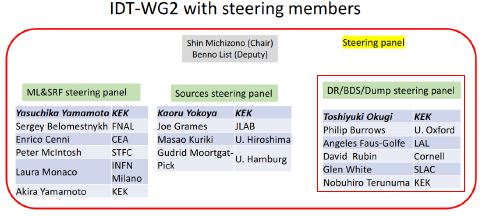 IDT-WG2 with steering members
Shin Michizono (Chair)
Benno List (Deputy)
Steering panel
ML&SRF steering panel
Yasuchika Yamamoto KEK
Sergey Belomestnykh FNAL
Enrico Cenni CEA
Peter McIntosh STFC
Laura Monaco INFN Milano
Akira Yamamoto KEK
Sources steering panel
Kaoru Yokoya KEK
Joe Grames JLAB
Masao Kuriki U. Hiroshima
Gudrid Moortgat-Pick U. Hamburg
DR/BDS/Dump steering panel
Toshiyuki Okugi KEK
Philip Burrows U. Oxford
Angeles Faus-Golfe LAL
David Rubin Cornell
Glen White SLAC
Nobuhiro Terunuma KEK